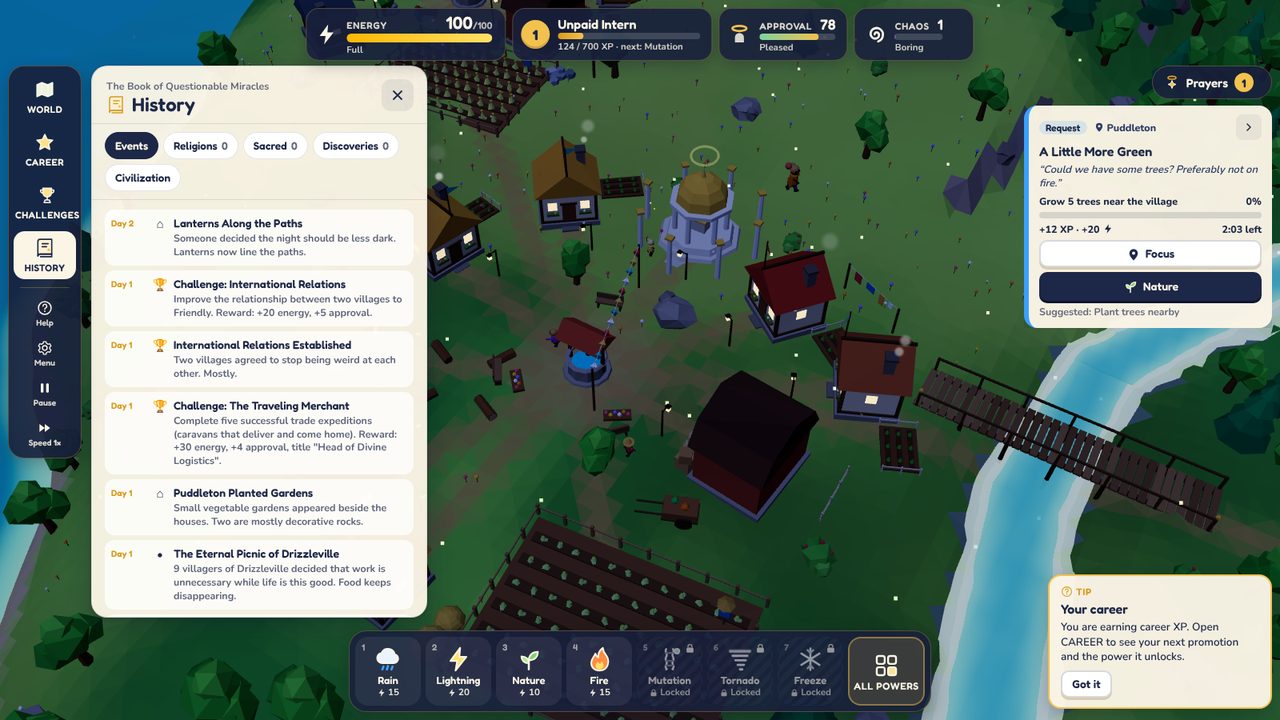 ENERGY 100/100
Full
1
Unpaid Intern
124 / 700 XP · next: Mutation
APPROVAL 78
Pleased
CHAOS 1
Boring
WORLD
CAREER
CHALLENGES
HISTORY
Help
Menu
Pause
Speed 1x
The Book of Questionable Miracles
History
Events
Religions 0
Sacred 0
Discoveries 0
Civilization
Day 2
Lanterns Along the Paths
Someone decided the night should be less dark.
Lanterns now line the paths.
Day 1
Challenge: International Relations
Improve the relationship between two villages to
Friendly. Reward: +20 energy, +5 approval.
Day 1
International Relations Established
Two villages agreed to stop being weird at each
other. Mostly.
Day 1
Challenge: The Traveling Merchant
Complete five successful trade expeditions
(caravans that deliver and come home). Reward:
+30 energy, +4 approval, title "Head of Divine
Logistics".
Day 1
Puddleton Planted Gardens
Small vegetable gardens appeared beside the
houses. Two are mostly decorative rocks.
Day 1
The Eternal Picnic of Drizzleville
9 villagers of Drizzleville decided that work is
unnecessary while life is this good. Food keeps
disappearing.
Prayers 1
Request
Puddleton
A Little More Green
“Could we have some trees? Preferably not on
fire.”
Grow 5 trees near the village 0%
+12 XP · +20
2:03 left
Focus
Nature
Suggested: Plant trees nearby
TIP
Your career
You are earning career XP. Open
CAREER to see your next promotion
and the power it unlocks.
Got it
1
Rain
15
2
Lightning
20
3
Nature
10
4
Fire
15
5
Mutation
Locked
6
Tornado
Locked
7
Freeze
Locked
ALL POWERS